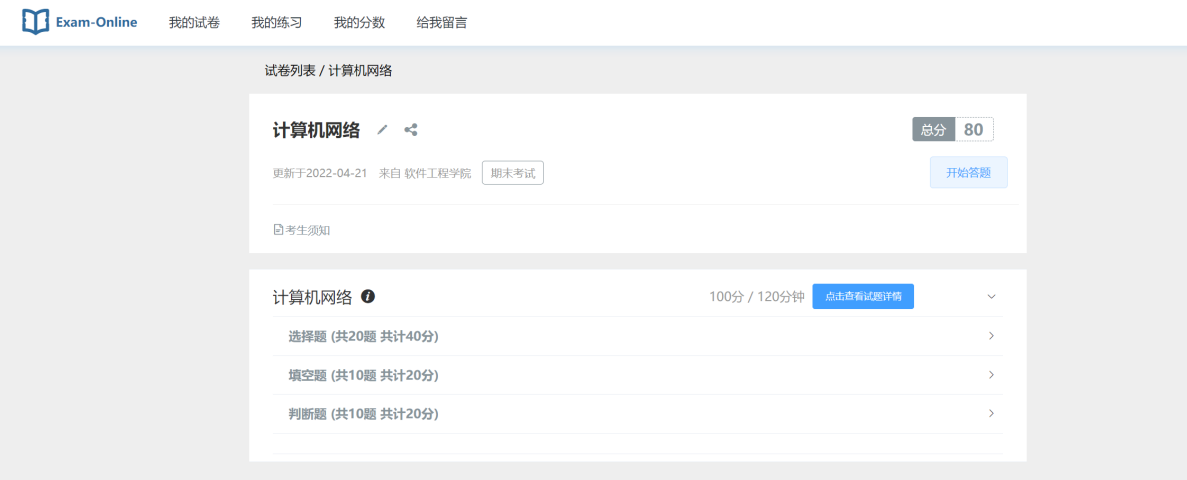 Exam-Online 我的试卷 我的练习 我的分数 给我留言
试卷列表 / 计算机网络
计算机网络 总分 80
更新于2022-04-21 来自 软件工程学院 期末考试 开始答题
考生须知
计算机网络 100分 / 120分钟 点击查看试题详情
选择题 (共20题 共计40分)
填空题 (共10题 共计20分)
判断题 (共10题 共计20分)